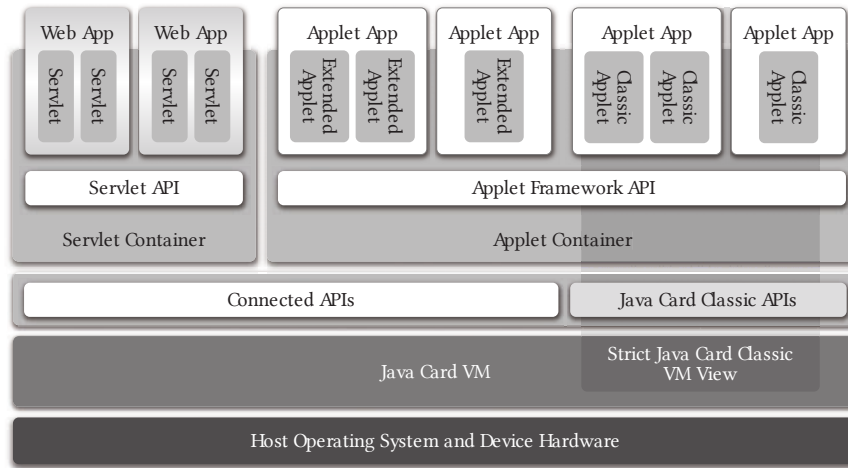 Web App
Web App
Applet App
Applet App
Applet App
Applet App
Servlet
Servlet
Servlet
Servlet
Extended
Applet
Extended
Applet
Extended
Applet
Classic
Applet
Classic
Applet
Classic
Applet
Servlet API
Applet Framework API
Servlet Container
Applet Container
Connected APIs
Java Card Classic APIs
Java Card VM
Strict Java Card Classic
VM View
Host Operating System and Device Hardware